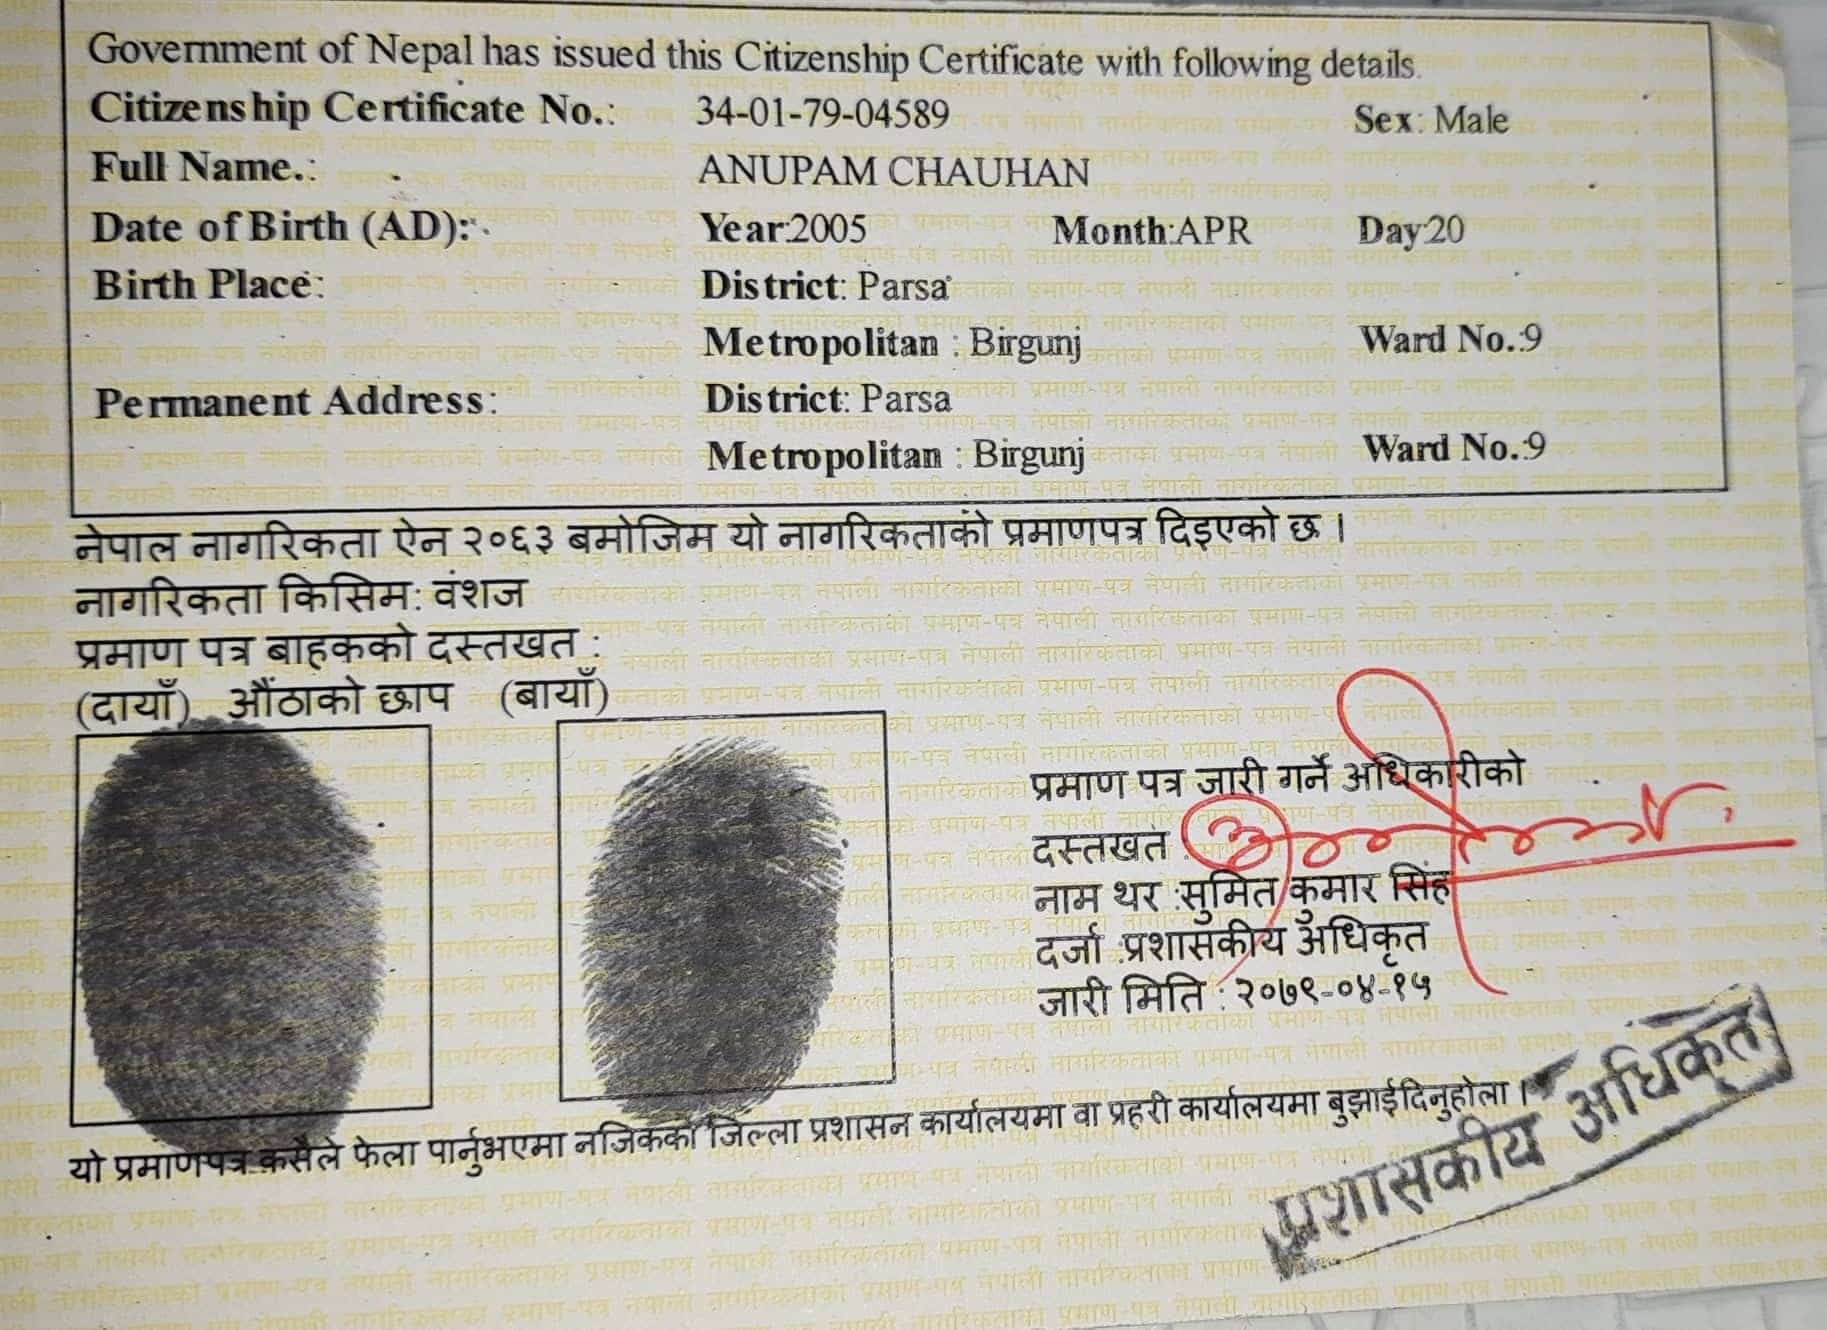 Government of Nepal has issued this Citizenship Certificate with following details.
Citizenship Certificate No.: 34-01-79-04589 Sex: Male
Full Name.: ANUPAM CHAUHAN
Date of Birth (AD): Year:2005 Month:APR Day:20
Birth Place: District: Parsa
Metropolitan : Birgunj Ward No.:9
Permanent Address: District: Parsa
Metropolitan : Birgunj Ward No.:9
नेपाल नागरिकता ऐन २०६३ बमोजिम यो नागरिकताको प्रमाणपत्र दिइएको छ ।
नागरिकता किसिम: वंशज
प्रमाण पत्र बाहकको दस्तखत :
(दायाँ) औंठाको छाप (बायाँ)
प्रमाण पत्र जारी गर्ने अधिकारीको
दस्तखत :
नाम थर :सुमित कुमार सिंह
दर्जा :प्रशासकीय अधिकृत
जारी मिति : २०७९-०४-१५
यो प्रमाणपत्र कसैले फेला पार्नुभएमा नजिकको जिल्ला प्रशासन कार्यालयमा वा प्रहरी कार्यालयमा बुझाईदिनुहोला ।
प्रशासकीय अधिकृत